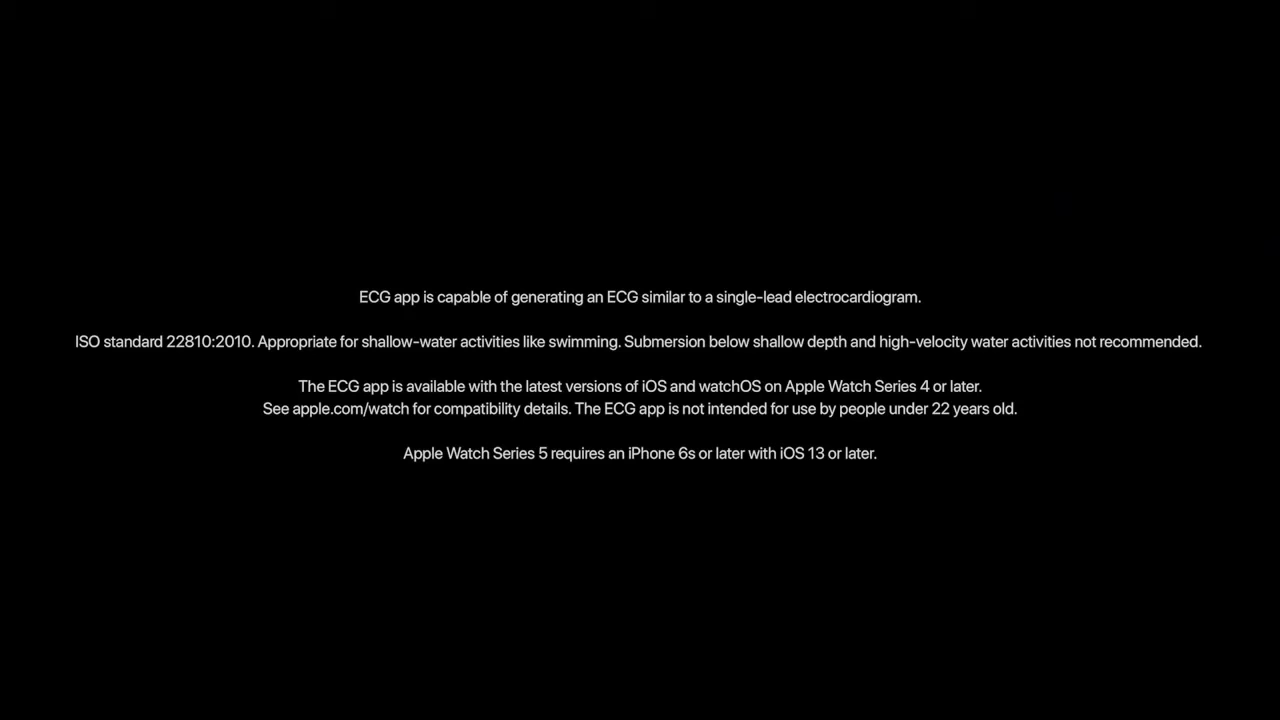 ECG app is capable of generating an ECG similar to a single-lead electrocardiogram.
ISO standard 22810:2010. Appropriate for shallow-water activities like swimming. Submersion below shallow depth and high-velocity water activities not recommended.
The ECG app is available with the latest versions of iOS and watchOS on Apple Watch Series 4 or later.
See apple.com/watch for compatibility details. The ECG app is not intended for use by people under 22 years old.
Apple Watch Series 5 requires an iPhone 6s or later with iOS 13 or later.